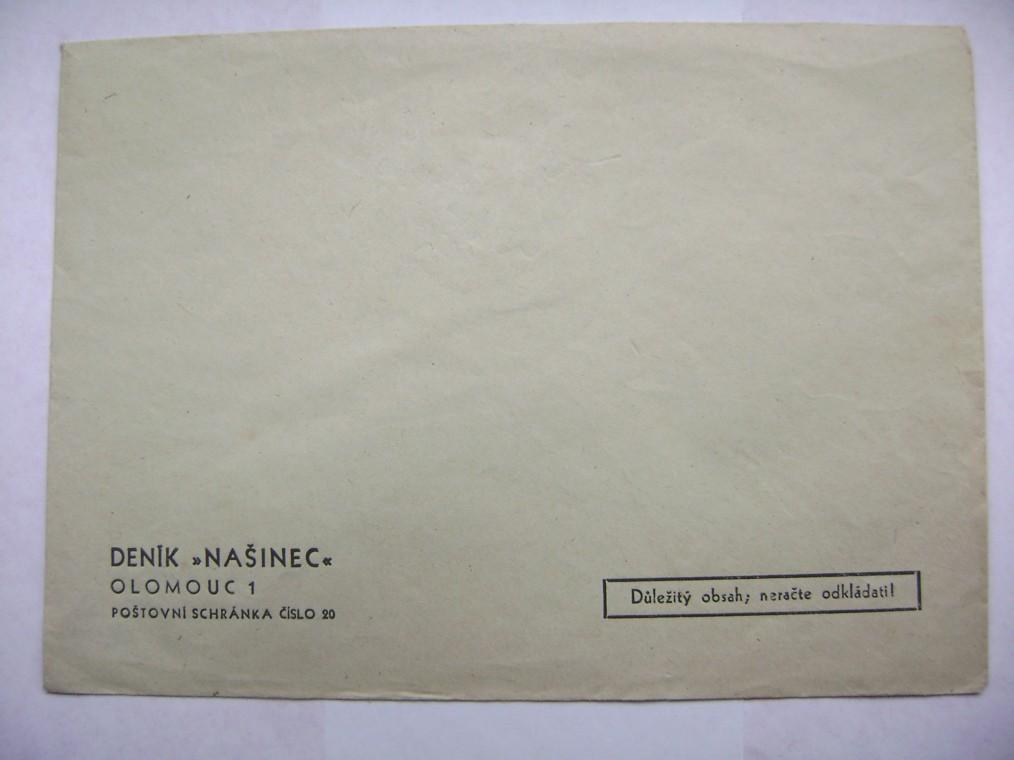 DENÍK »NAŠINEC«
OLOMOUC 1
POŠTOVNÍ SCHRÁNKA ČÍSLO 20
Důležitý obsah; neračte odkládati!